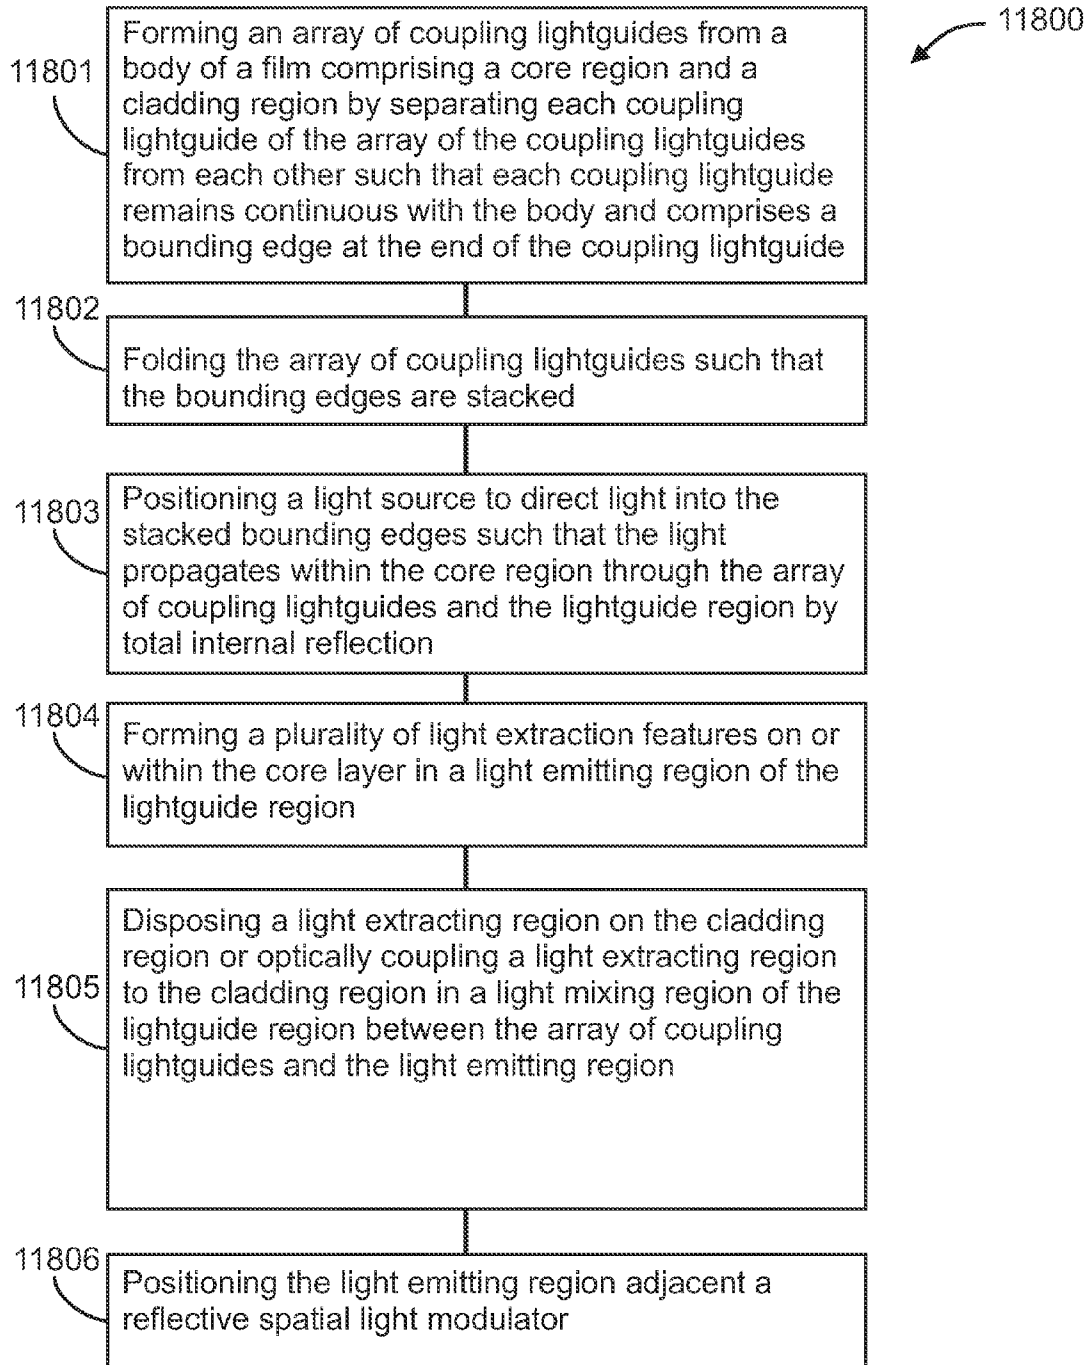 11800
11801
Forming an array of coupling lightguides from a
body of a film comprising a core region and a
cladding region by separating each coupling
lightguide of the array of the coupling lightguides
from each other such that each coupling lightguide
remains continuous with the body and comprises a
bounding edge at the end of the coupling lightguide
11802
Folding the array of coupling lightguides such that
the bounding edges are stacked
11803
Positioning a light source to direct light into the
stacked bounding edges such that the light
propagates within the core region through the array
of coupling lightguides and the lightguide region by
total internal reflection
11804
Forming a plurality of light extraction features on or
within the core layer in a light emitting region of the
lightguide region
11805
Disposing a light extracting region on the cladding
region or optically coupling a light extracting region
to the cladding region in a light mixing region of the
lightguide region between the array of coupling
lightguides and the light emitting region
11806
Positioning the light emitting region adjacent a
reflective spatial light modulator